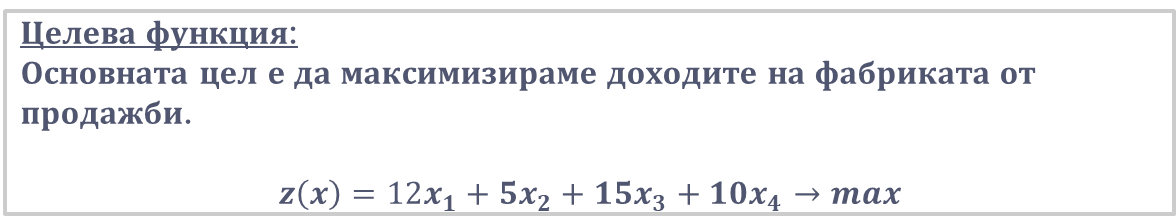 Целева функция:
Основната цел е да максимизираме доходите на фабриката от
продажби.
z(x) = 12x₁ + 5x₂ + 15x₃ + 10x₄ → max